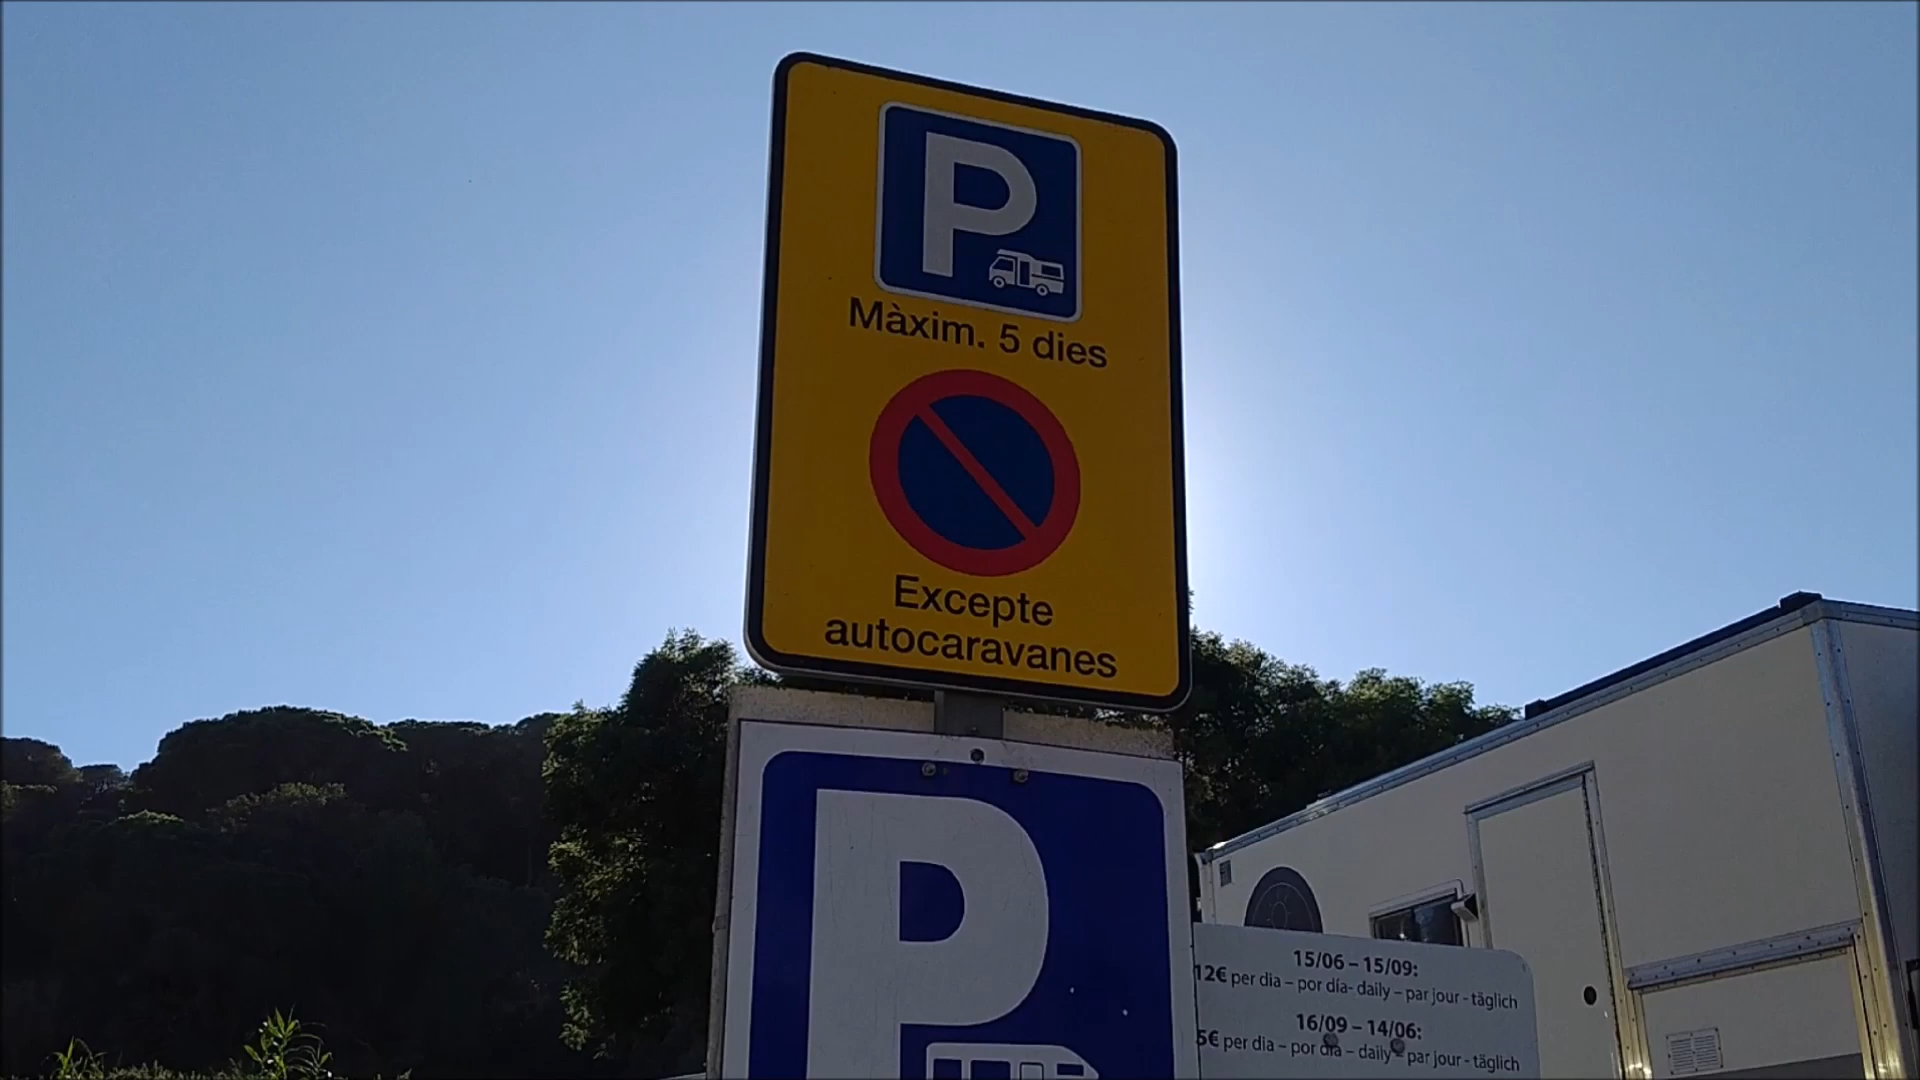 P
Màxim. 5 dies
Excepte
autocaravanes
P
15/06 – 15/09:
12€ per dia – por día- daily – par jour - täglich
16/09 – 14/06:
5€ per dia – por día – daily – par jour - täglich